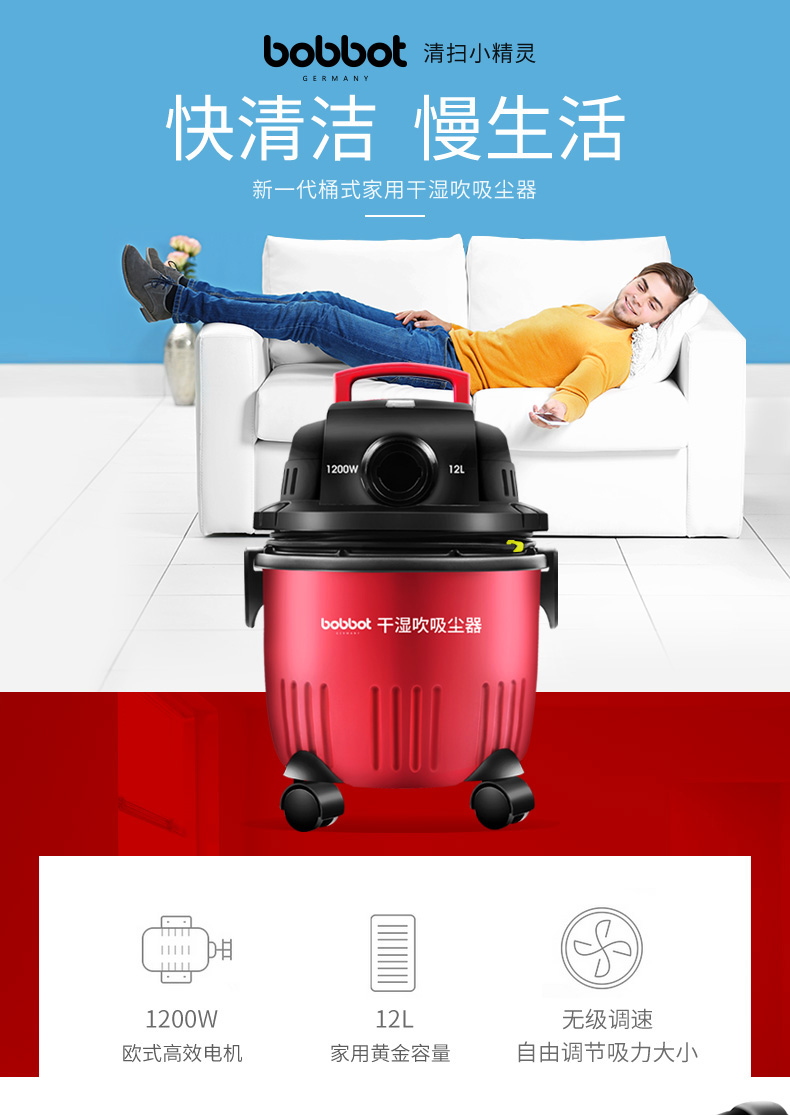 bobbot 清扫小精灵
GERMANY
快清洁 慢生活
新一代桶式家用干湿吹吸尘器
1200W 12L
bobbot 干湿吹吸尘器
GERMANY
1200W 12L 无级调速
欧式高效电机 家用黄金容量 自由调节吸力大小